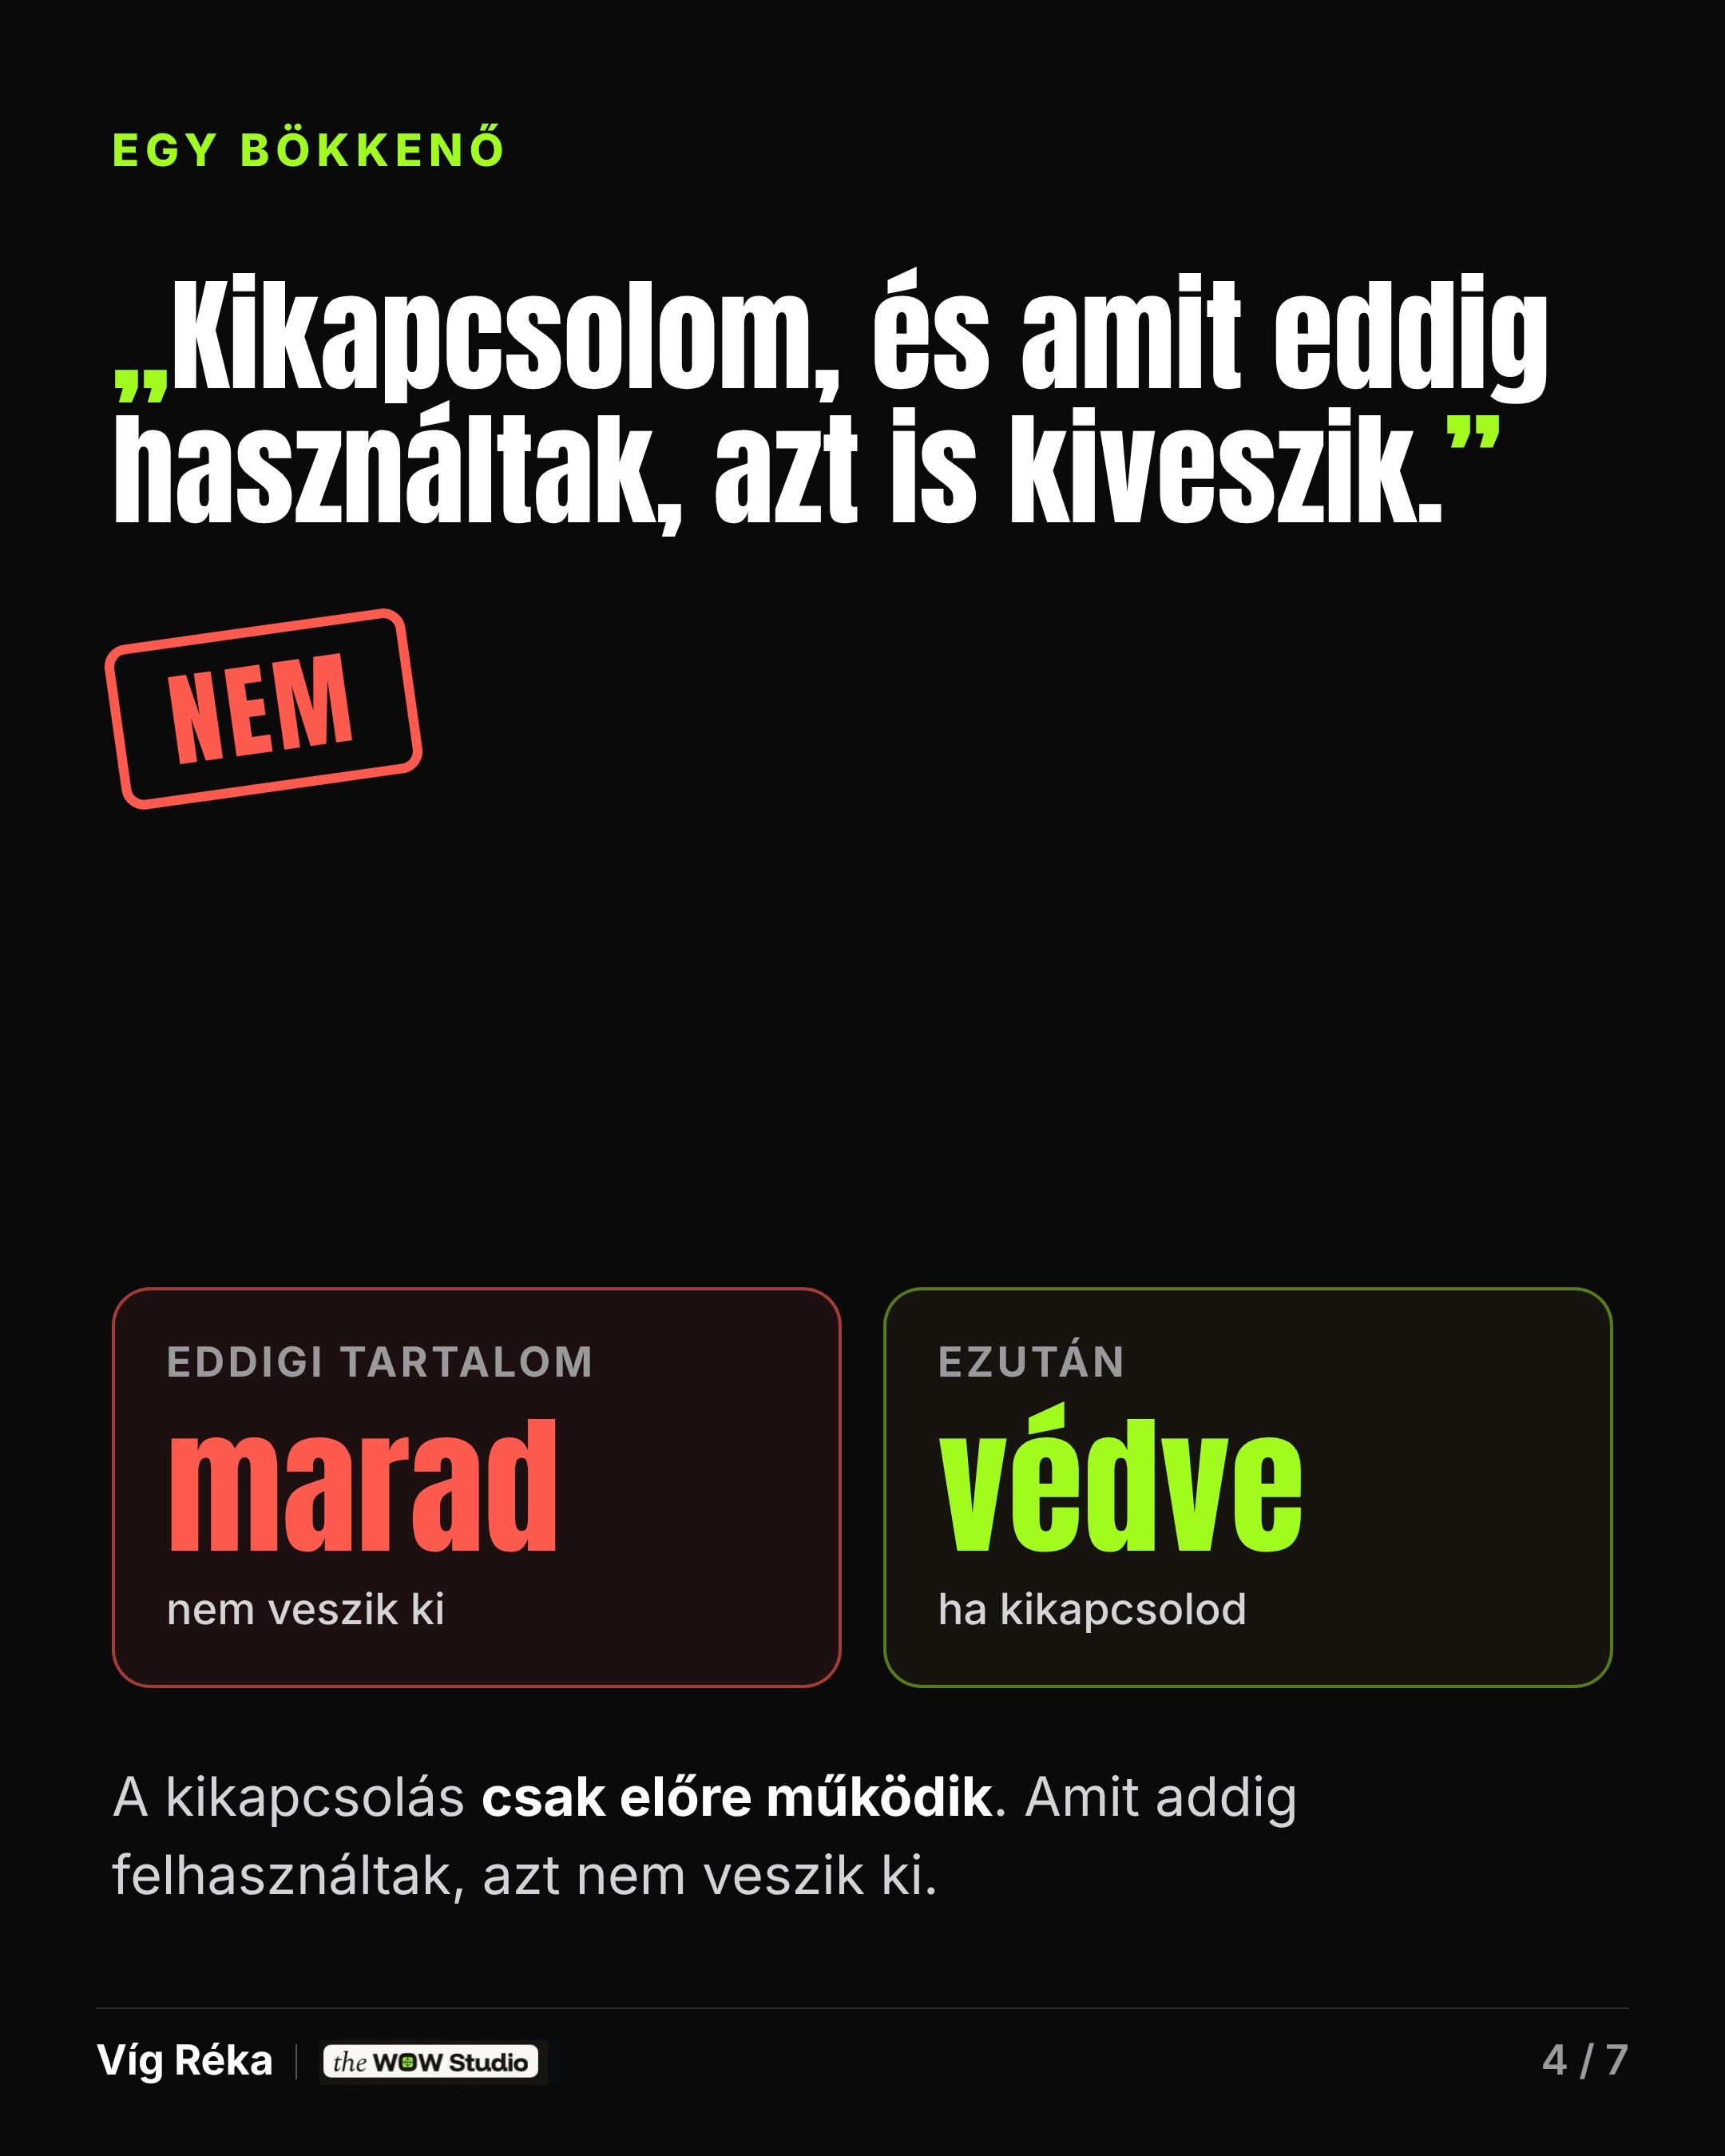 EGY BÖKKENŐ
„Kikapcsolom, és amit eddig
használtak, azt is kiveszik.”
NEM
EDDIGI TARTALOM
marad
nem veszik ki
EZUTÁN
védve
ha kikapcsolod
A kikapcsolás csak előre működik. Amit addig
felhasználtak, azt nem veszik ki.
Víg Réka
the WOW Studio
4 / 7